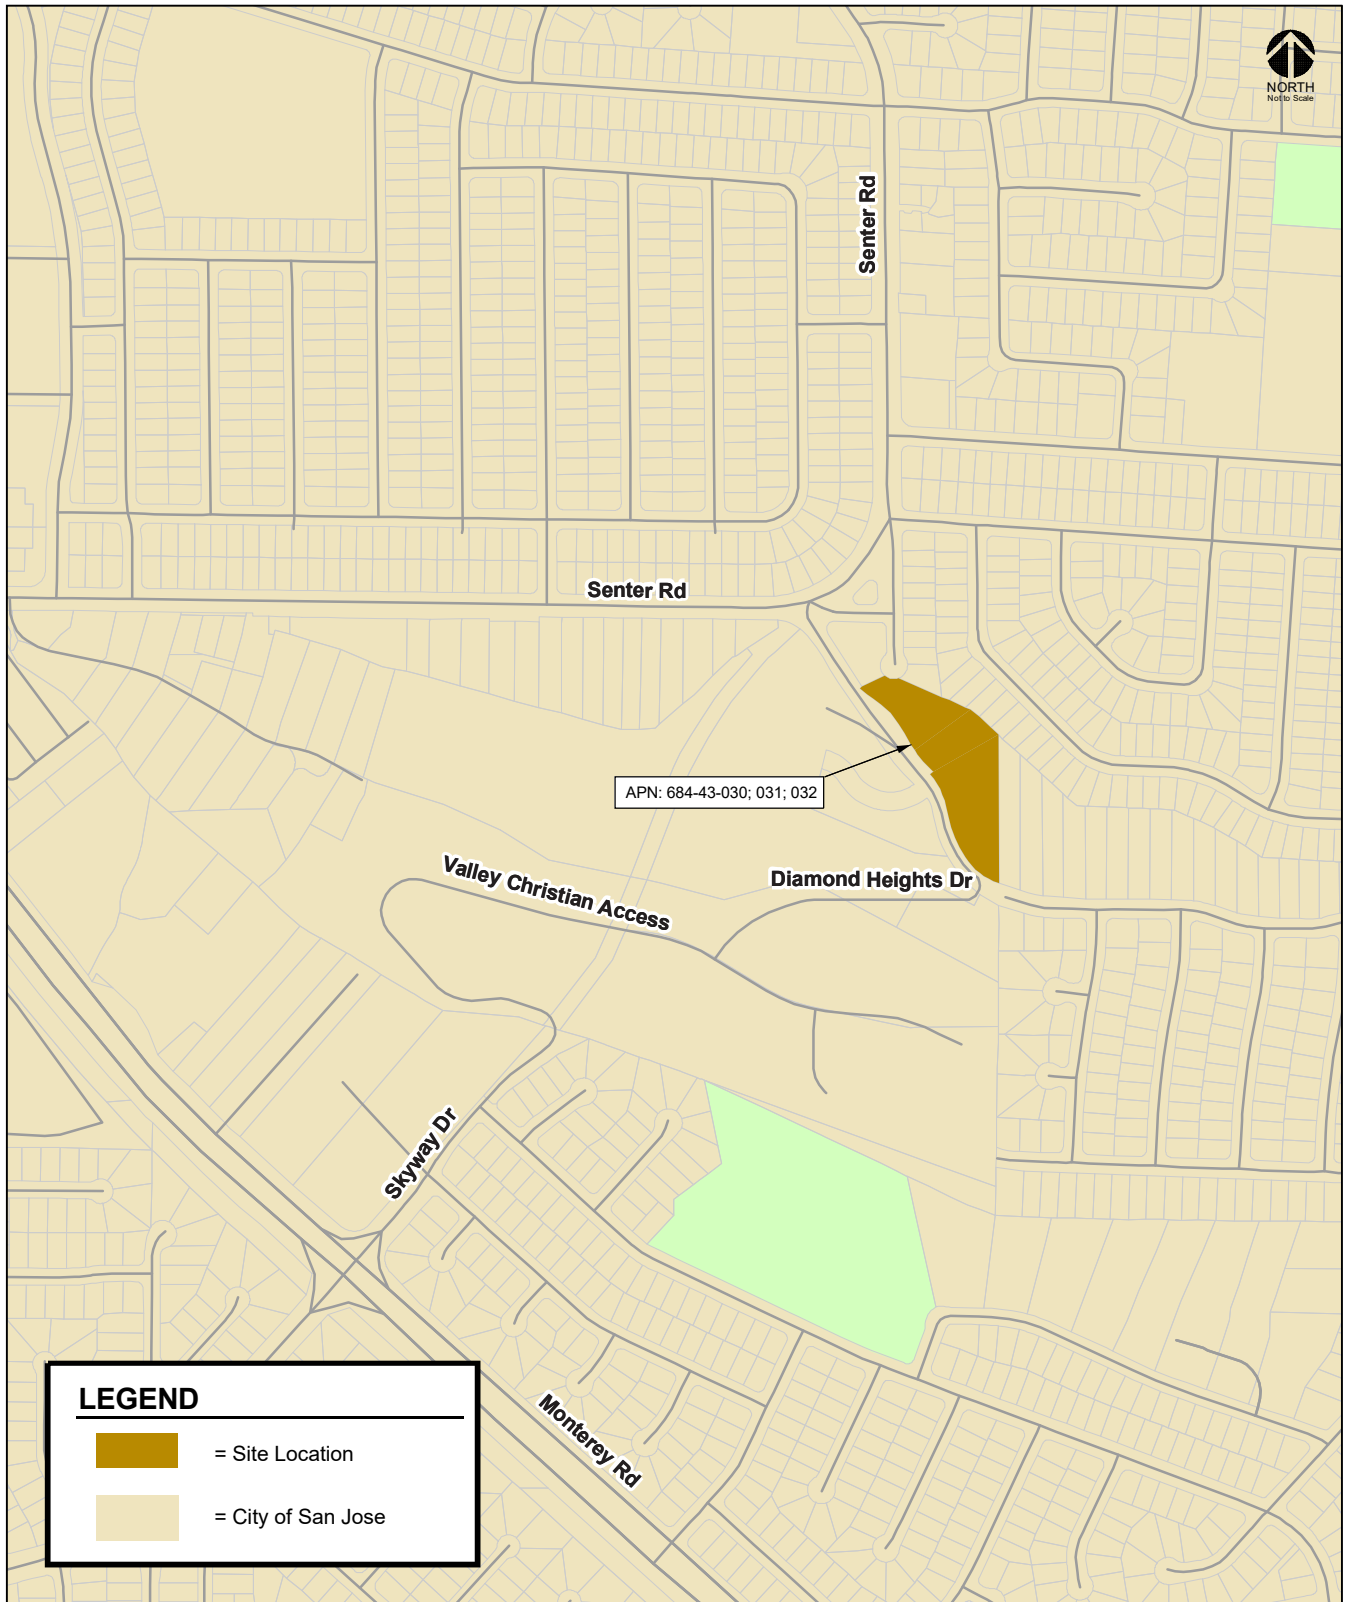 NORTH
Not to Scale
Senter Rd
Senter Rd
APN: 684-43-030; 031; 032
Valley Christian Access
Diamond Heights Dr
Skyway Dr
Monterey Rd
LEGEND
= Site Location
= City of San Jose